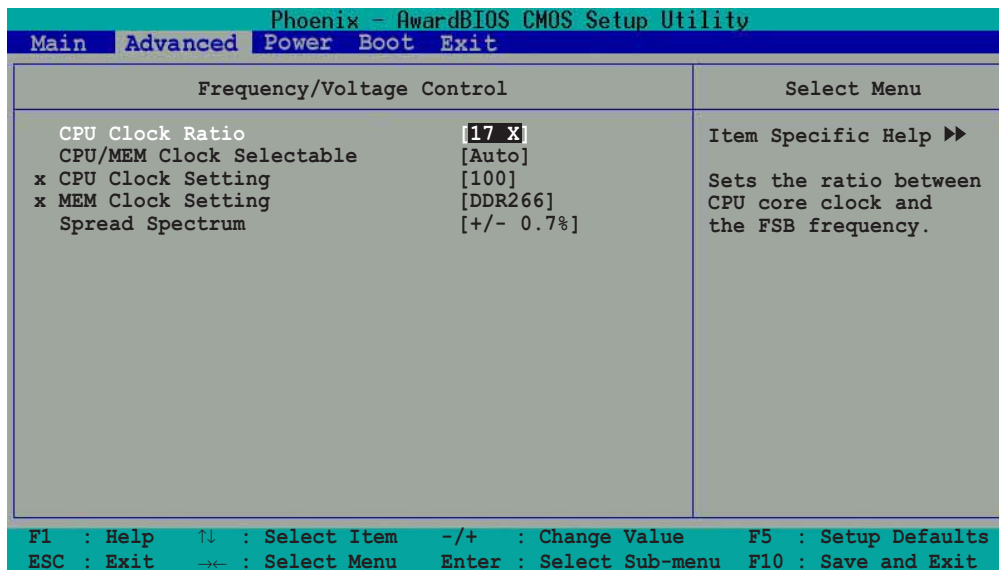 Phoenix - AwardBIOS CMOS Setup Utility
Main Advanced Power Boot Exit
Frequency/Voltage Control
Select Menu
CPU Clock Ratio [17 X]
CPU/MEM Clock Selectable [Auto]
x CPU Clock Setting [100]
x MEM Clock Setting [DDR266]
Spread Spectrum [+/- 0.7%]
Item Specific Help ▶▶
Sets the ratio between
CPU core clock and
the FSB frequency.
F1 : Help ↑↓ : Select Item -/+ : Change Value F5 : Setup Defaults
ESC : Exit →← : Select Menu Enter : Select Sub-menu F10 : Save and Exit